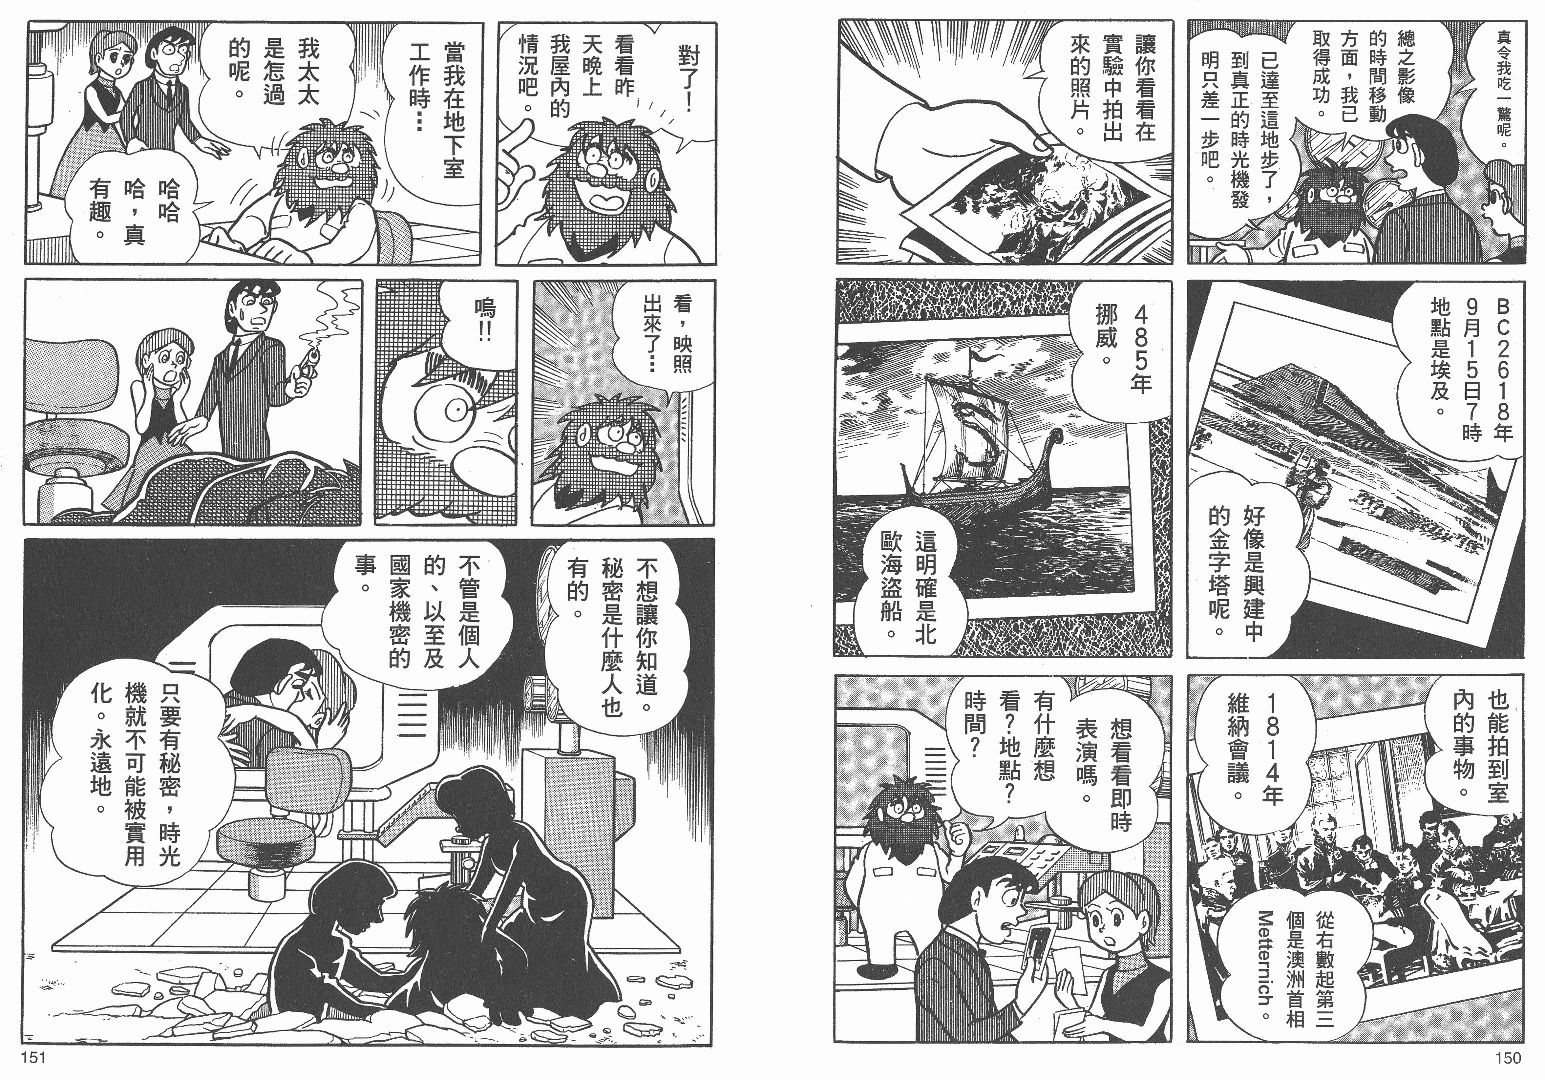 真令我吃一驚呢。
總之影像
的時間移動
方面，我已
取得成功。
已達至這地步了，
到真正的時光機發
明只差一步吧。
讓你看看在
實驗中拍出
來的照片。
BC2618年
9月15日7時
地點是埃及。
好像是興建中
的金字塔呢。
485年
挪威。
這明確是北
歐海盜船。
也能拍到室
內的事物。
1814年
維納會議。
從右數起第三
個是澳洲首相
Metternich。
想看看即時
表演嗎。
有什麼想
看？地點？
時間？
150
對了！
看看昨
天晚上
我屋內的
情況吧。
當我在地下室
工作時…
我太太
是怎過
的呢。
哈哈
哈，真
有趣。
看，映照
出來了…
嗚!!
不想讓你知道。
秘密是什麼人也
有的。
不管是個人
的、以至及
國家機密的
事。
只要有秘密，時光
機就不可能被實用
化。永遠地。
151